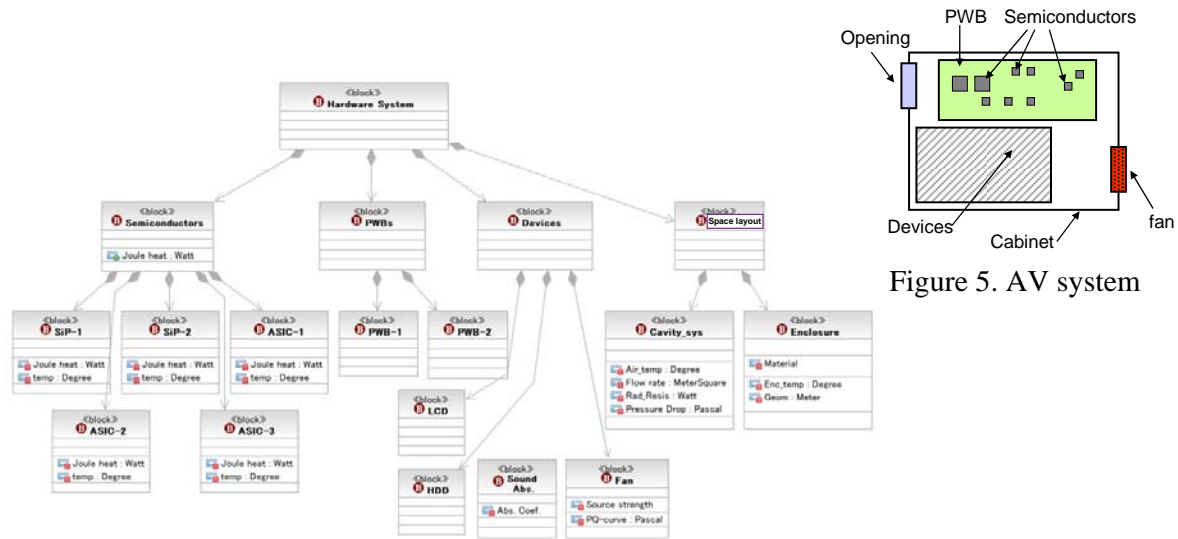 «block»
B Hardware System
«block»
B Semiconductors
Joule heat : Watt
«block»
B PWBs
«block»
B Devices
«block»
B Space layout
«block»
B SiP-1
Joule heat : Watt
temp : Degree
«block»
B SiP-2
Joule heat : Watt
temp : Degree
«block»
B ASIC-1
Joule heat : Watt
temp : Degree
«block»
B PWB-1
«block»
B PWB-2
«block»
B Cavity_sys
Air_temp : Degree
Flow rate : MeterSquare
Rad_Resis : Watt
Pressure Drop : Pascal
«block»
B Enclosure
Material
Enc_temp : Degree
Geom : Meter
«block»
B ASIC-2
Joule heat : Watt
temp : Degree
«block»
B ASIC-3
Joule heat : Watt
temp : Degree
«block»
B LCD
«block»
B HDD
«block»
B Sound
Abs.
Abs. Coef.
«block»
B Fan
Source strength
PQ-curve : Pascal
PWB
Semiconductors
Opening
Devices
Cabinet
fan
Figure 5. AV system